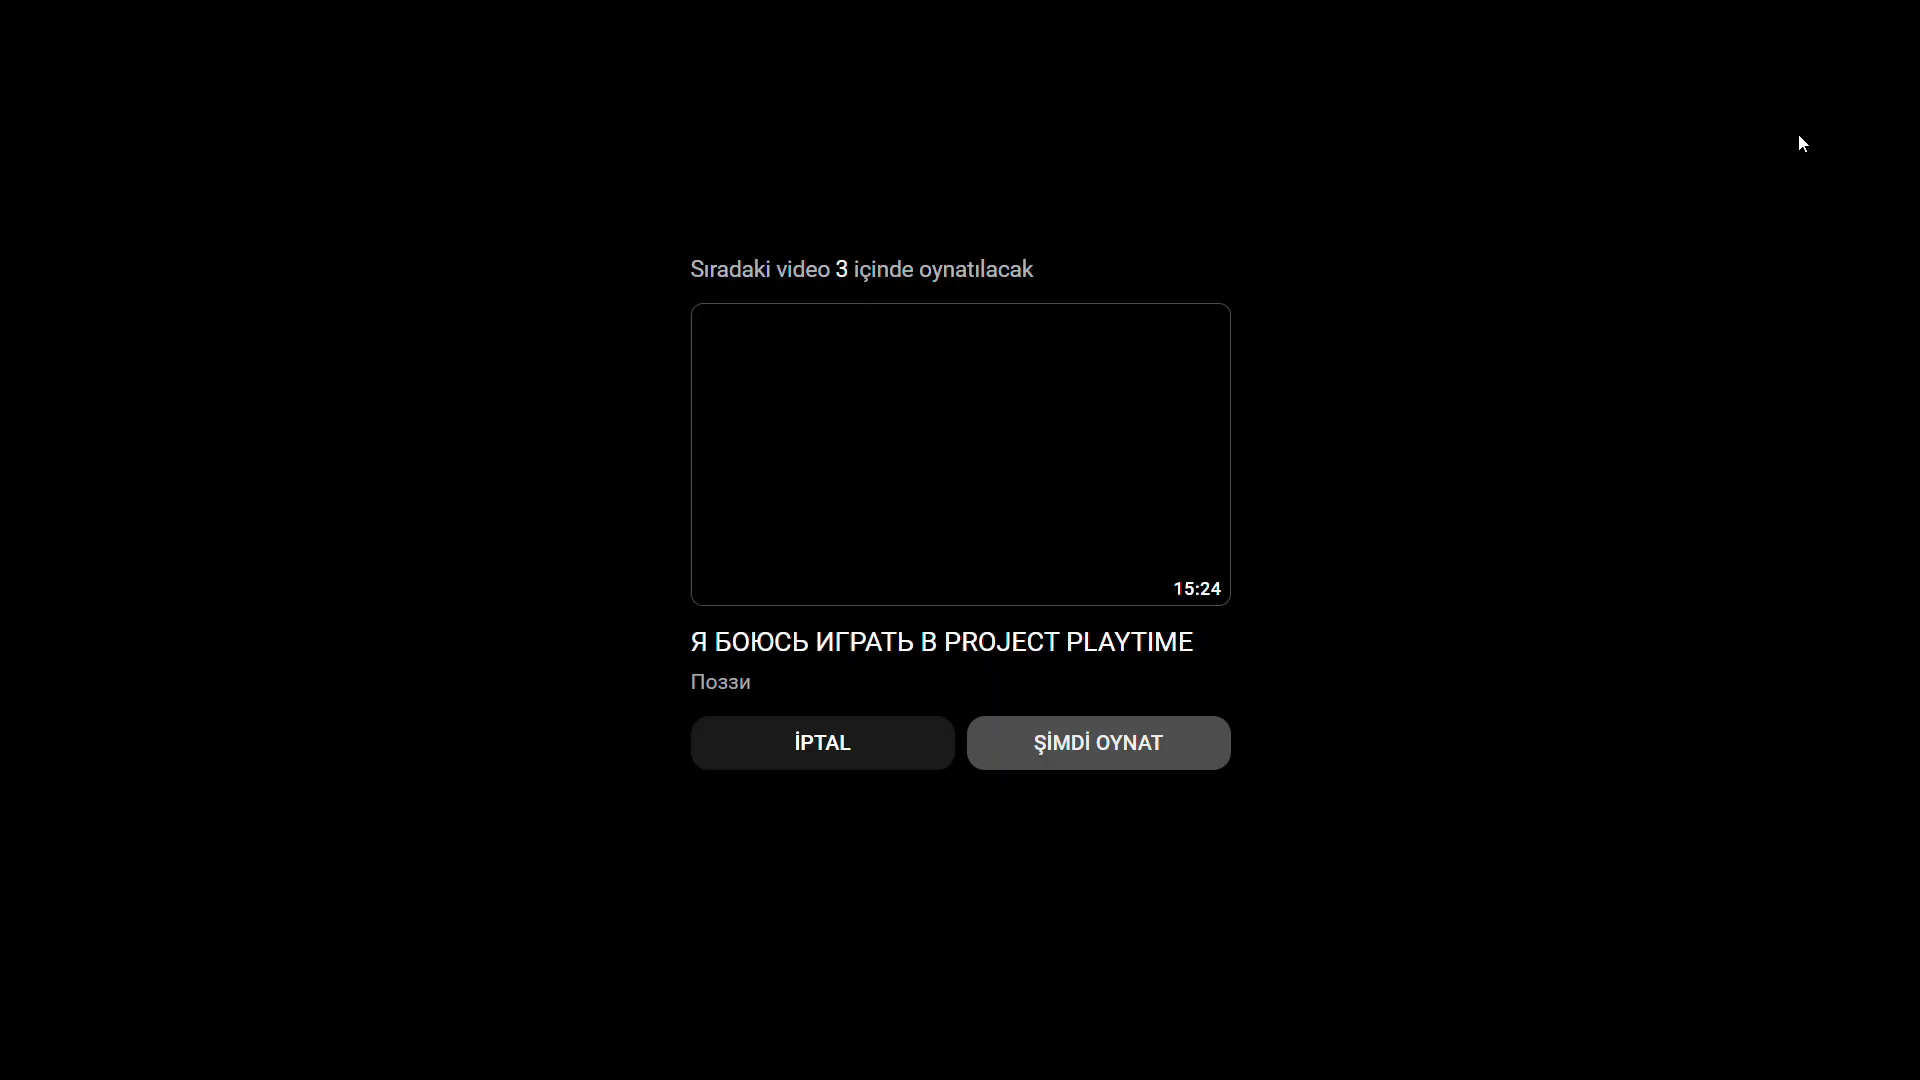 Sıradaki video 3 içinde oynatılacak
15:24
Я БОЮСЬ ИГРАТЬ В PROJECT PLAYTIME
Поззи
İPTAL
ŞİMDİ OYNAT